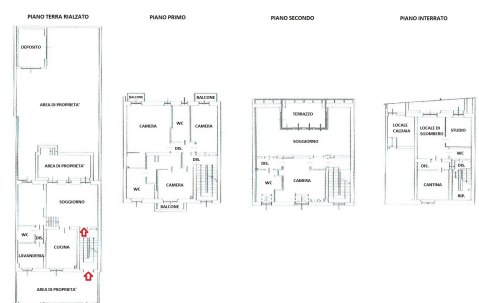 PIANO TERRA RIALZATO
DEPOSITO
AREA DI PROPRIETA'
AREA DI PROPRIETA'
SOGGIORNO
WC
DIS.
CUCINA
LAVANDERIA
AREA DI PROPRIETA'
PIANO PRIMO
BALCONE
BALCONE
CAMERA
WC
CAMERA
DIS.
DIS.
WC
CAMERA
BALCONE
PIANO SECONDO
TERRAZZO
SOGGIORNO
DIS.
WC
CAMERA
PIANO INTERRATO
LOCALE
CALDAIA
LOCALE DI
SGOMBERO
STUDIO
WC
DIS.
DIS.
CANTINA
RIP.